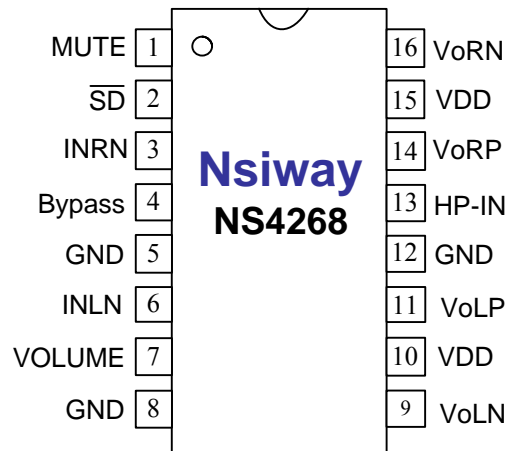 MUTE 1 16 VoRN
SD 2 15 VDD
INRN 3 14 VoRP
Nsiway
Bypass 4 13 HP-IN
NS4268
GND 5 12 GND
INLN 6 11 VoLP
VOLUME 7 10 VDD
GND 8 9 VoLN